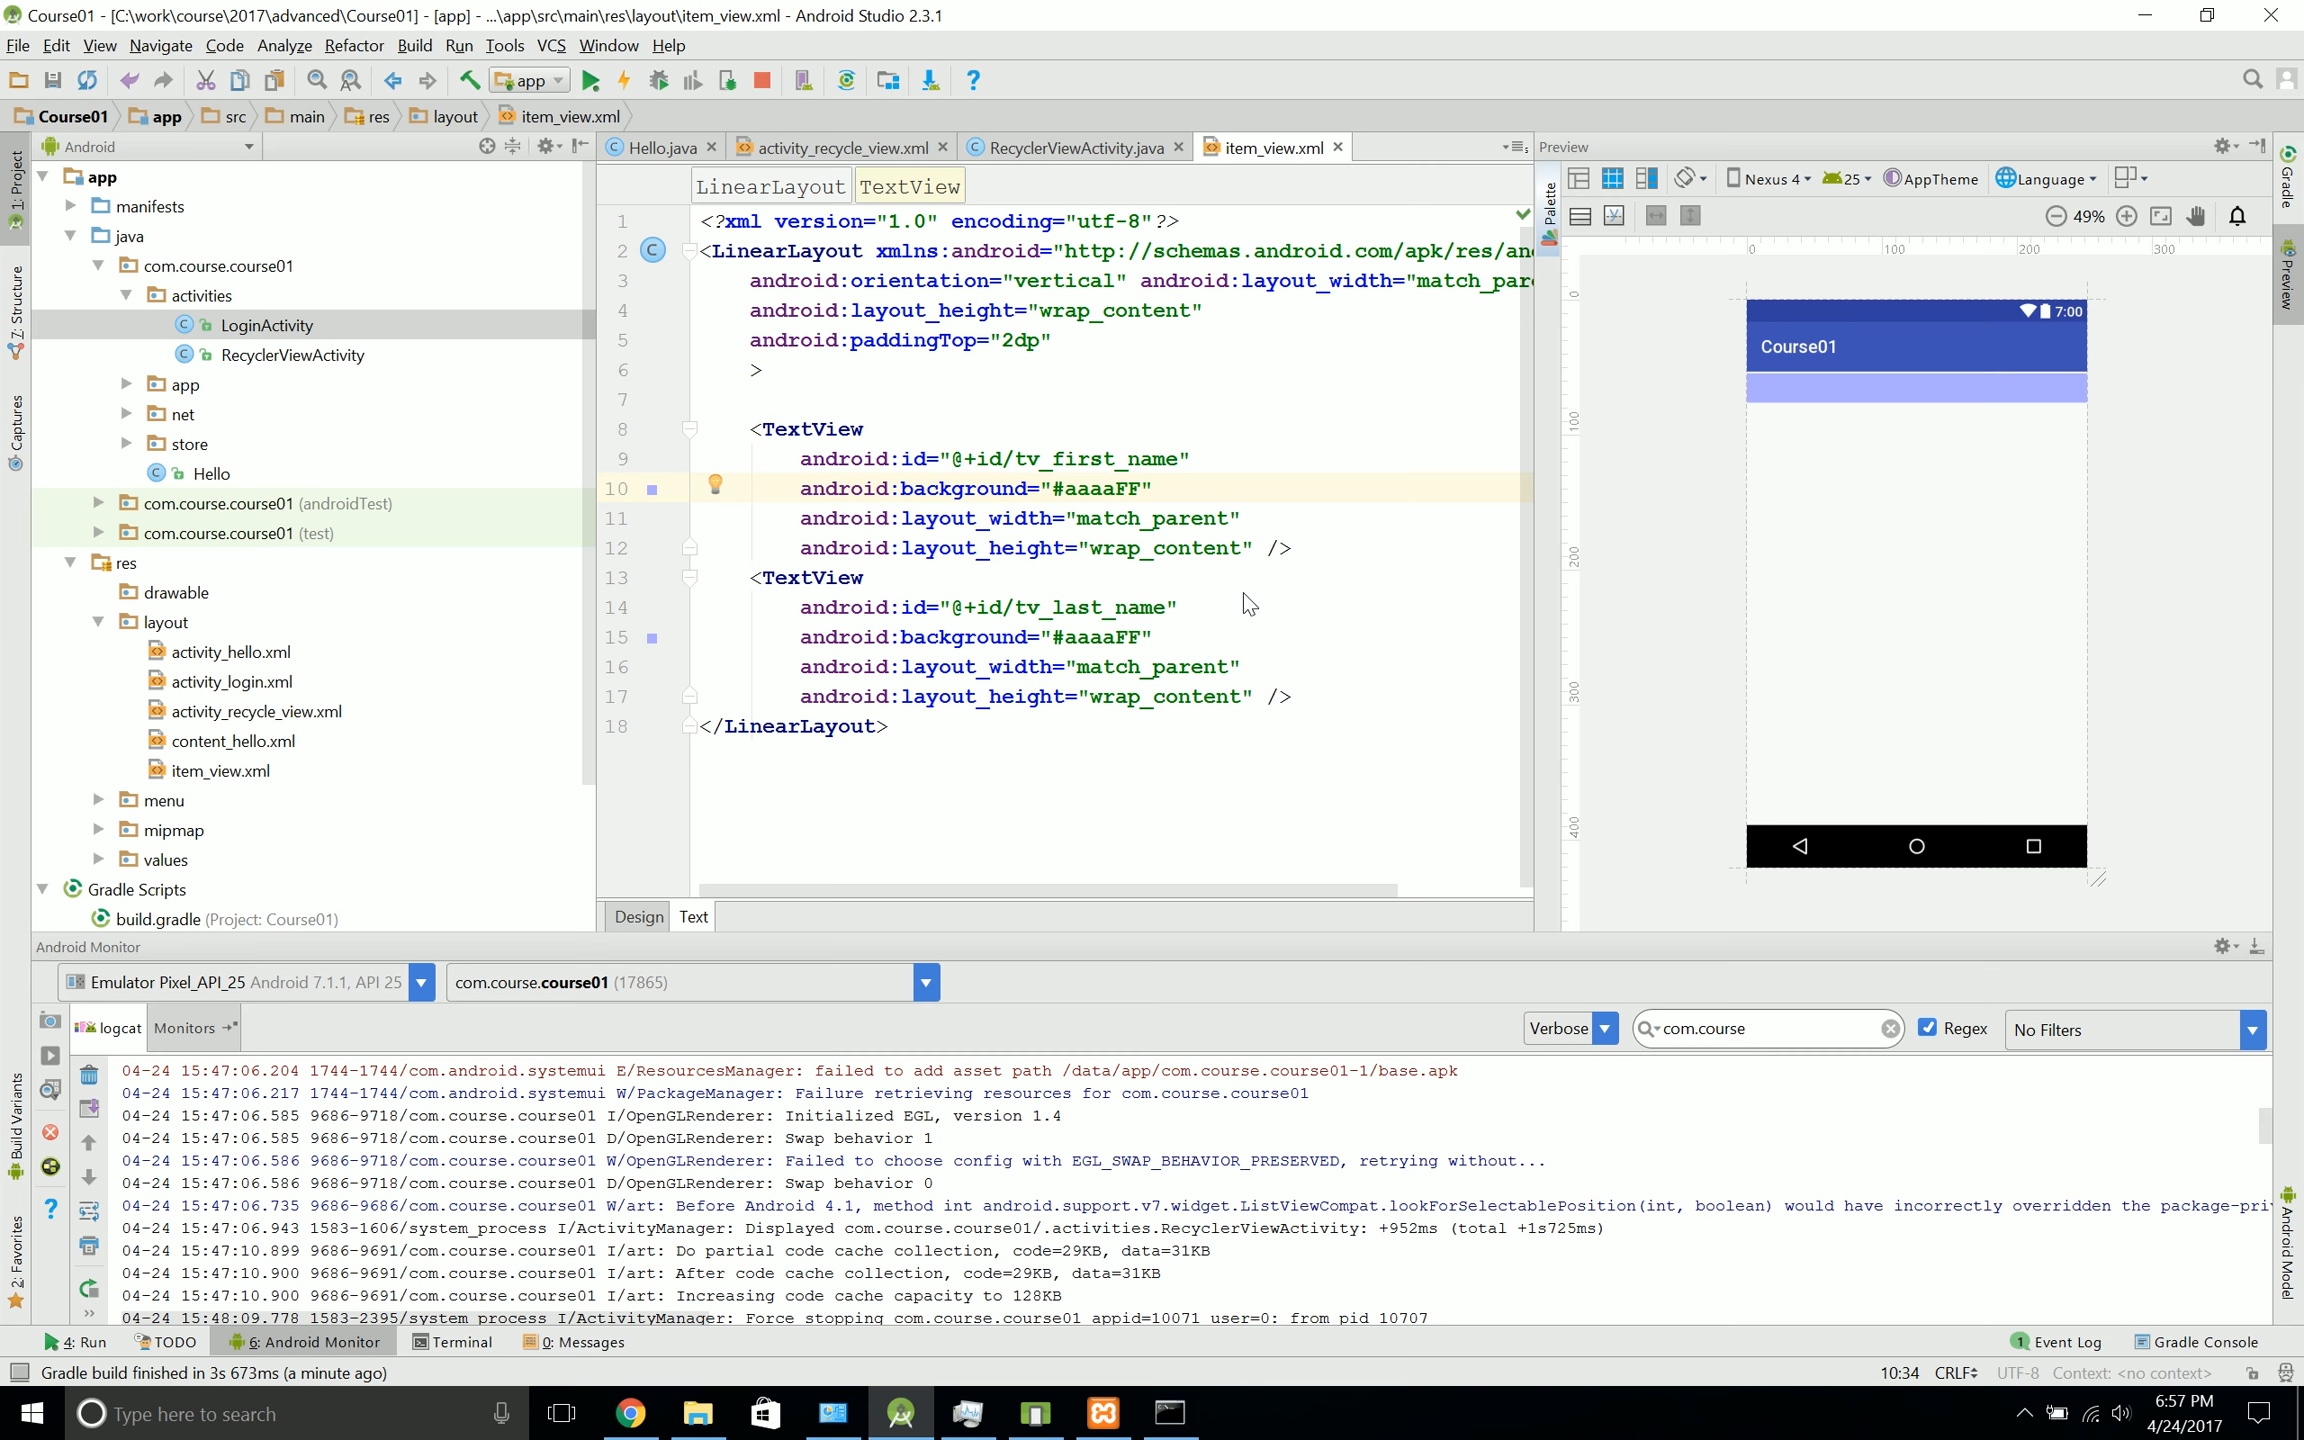 Course01 - [C:\work\course\2017\advanced\Course01] - [app] - ...\app\src\main\res\layout\item_view.xml - Android Studio 2.3.1
File Edit View Navigate Code Analyze Refactor Build Run Tools VCS Window Help
app
Course01 app src main res layout item_view.xml
Android
Hello.java activity_recycle_view.xml RecyclerViewActivity.java item_view.xml
Preview
1: Project
7: Structure
Captures
Build Variants
2: Favorites
app
manifests
java
com.course.course01
activities
LoginActivity
RecyclerViewActivity
app
net
store
Hello
com.course.course01 (androidTest)
com.course.course01 (test)
res
drawable
layout
activity_hello.xml
activity_login.xml
activity_recycle_view.xml
content_hello.xml
item_view.xml
menu
mipmap
values
Gradle Scripts
build.gradle (Project: Course01)
LinearLayout TextView
1 <?xml version="1.0" encoding="utf-8"?>
2 <LinearLayout xmlns:android="http://schemas.android.com/apk/res/an
3 android:orientation="vertical" android:layout_width="match_par
4 android:layout_height="wrap_content"
5 android:paddingTop="2dp"
6 >
7
8 <TextView
9 android:id="@+id/tv_first_name"
10 android:background="#aaaaFF"
11 android:layout_width="match_parent"
12 android:layout_height="wrap_content" />
13 <TextView
14 android:id="@+id/tv_last_name"
15 android:background="#aaaaFF"
16 android:layout_width="match_parent"
17 android:layout_height="wrap_content" />
18 </LinearLayout>
Design Text
Palette
Nexus 4 25 AppTheme Language
49%
0 100 200 300
0
100
200
300
400
7:00
Course01
Gradle
Preview
Android Model
Android Monitor
Emulator Pixel_API_25 Android 7.1.1, API 25 com.course.course01 (17865)
logcat Monitors Verbose com.course Regex No Filters
04-24 15:47:06.204 1744-1744/com.android.systemui E/ResourcesManager: failed to add asset path /data/app/com.course.course01-1/base.apk
04-24 15:47:06.217 1744-1744/com.android.systemui W/PackageManager: Failure retrieving resources for com.course.course01
04-24 15:47:06.585 9686-9718/com.course.course01 I/OpenGLRenderer: Initialized EGL, version 1.4
04-24 15:47:06.585 9686-9718/com.course.course01 D/OpenGLRenderer: Swap behavior 1
04-24 15:47:06.586 9686-9718/com.course.course01 W/OpenGLRenderer: Failed to choose config with EGL_SWAP_BEHAVIOR_PRESERVED, retrying without...
04-24 15:47:06.586 9686-9718/com.course.course01 D/OpenGLRenderer: Swap behavior 0
04-24 15:47:06.735 9686-9686/com.course.course01 W/art: Before Android 4.1, method int android.support.v7.widget.ListViewCompat.lookForSelectablePosition(int, boolean) would have incorrectly overridden the package-pri
04-24 15:47:06.943 1583-1606/system_process I/ActivityManager: Displayed com.course.course01/.activities.RecyclerViewActivity: +952ms (total +1s725ms)
04-24 15:47:10.899 9686-9691/com.course.course01 I/art: Do partial code cache collection, code=29KB, data=31KB
04-24 15:47:10.900 9686-9691/com.course.course01 I/art: After code cache collection, code=29KB, data=31KB
04-24 15:47:10.900 9686-9691/com.course.course01 I/art: Increasing code cache capacity to 128KB
04-24 15:48:09.778 1583-2395/system_process I/ActivityManager: Force stopping com.course.course01 appid=10071 user=0: from pid 10707
4: Run TODO 6: Android Monitor Terminal 0: Messages 1 Event Log Gradle Console
Gradle build finished in 3s 673ms (a minute ago) 10:34 CRLF UTF-8 Context: <no context>
Type here to search
6:57 PM
4/24/2017